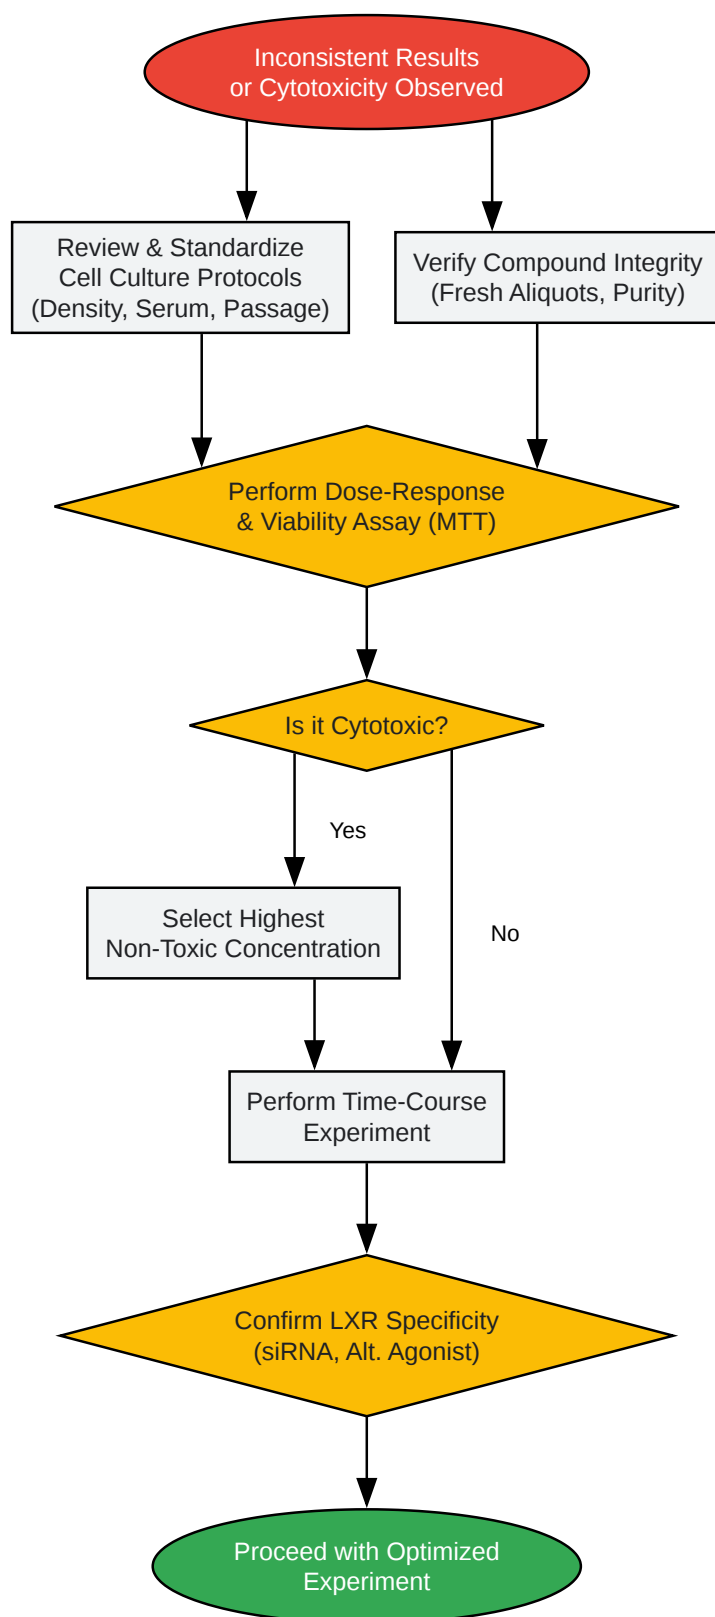 Inconsistent Results
or Cytotoxicity Observed
Review & Standardize
Cell Culture Protocols
(Density, Serum, Passage)
Verify Compound Integrity
(Fresh Aliquots, Purity)
Perform Dose-Response
& Viability Assay (MTT)
Is it Cytotoxic?
Yes
Select Highest
Non-Toxic Concentration
No
Perform Time-Course
Experiment
Confirm LXR Specificity
(siRNA, Alt. Agonist)
Proceed with Optimized
Experiment